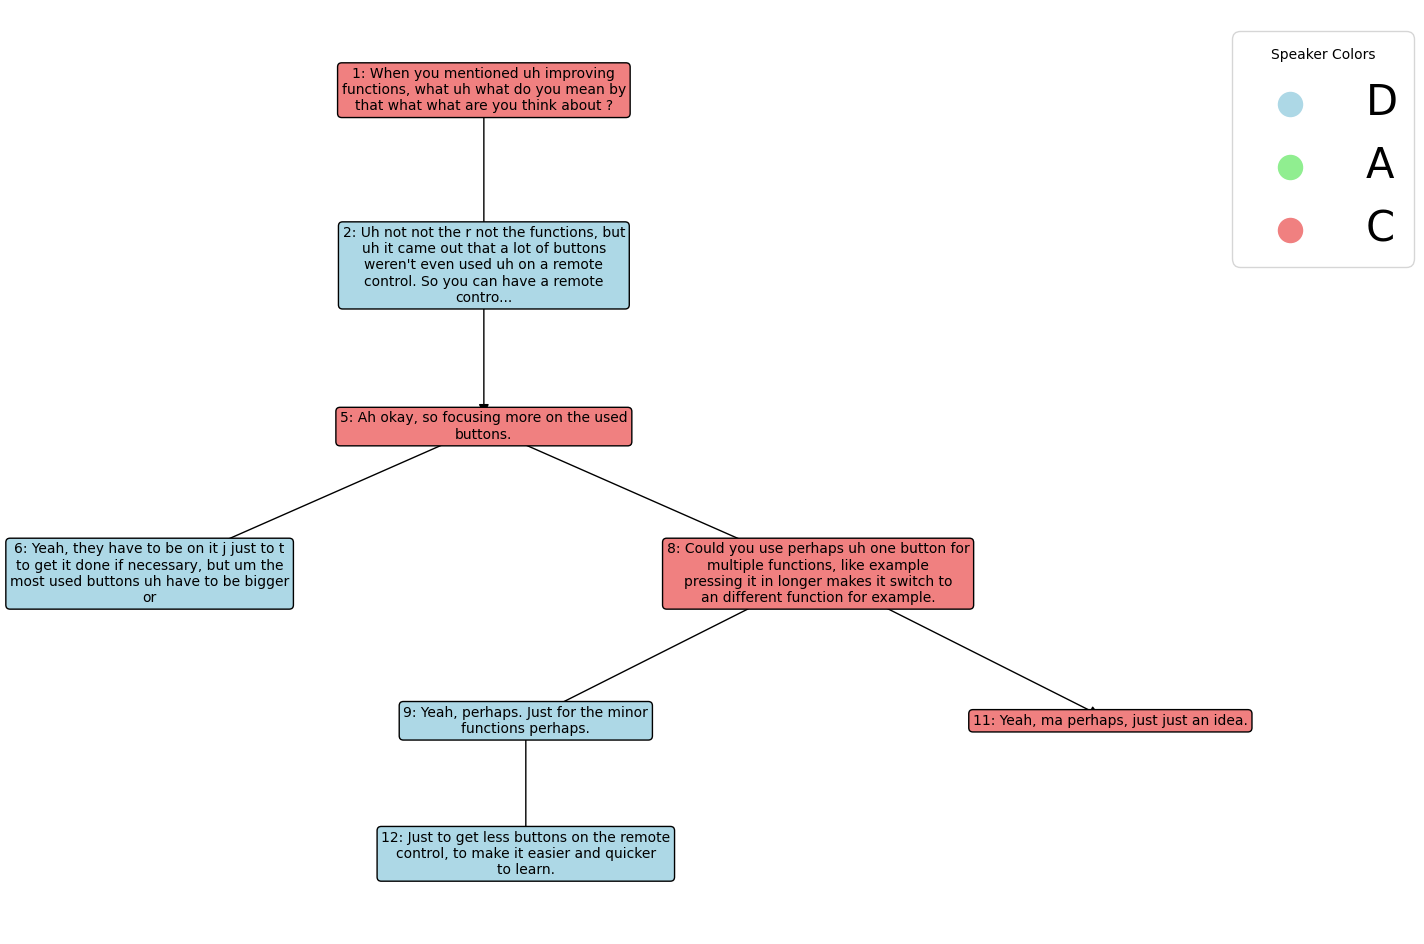 1: When you mentioned uh improving
functions, what uh what do you mean by
that what what are you think about ?
2: Uh not not the r not the functions, but
uh it came out that a lot of buttons
weren't even used uh on a remote
control. So you can have a remote
contro...
5: Ah okay, so focusing more on the used
buttons.
6: Yeah, they have to be on it j just to t
to get it done if necessary, but um the
most used buttons uh have to be bigger
or
8: Could you use perhaps uh one button for
multiple functions, like example
pressing it in longer makes it switch to
an different function for example.
9: Yeah, perhaps. Just for the minor
functions perhaps.
11: Yeah, ma perhaps, just just an idea.
12: Just to get less buttons on the remote
control, to make it easier and quicker
to learn.
Speaker Colors
D
A
C